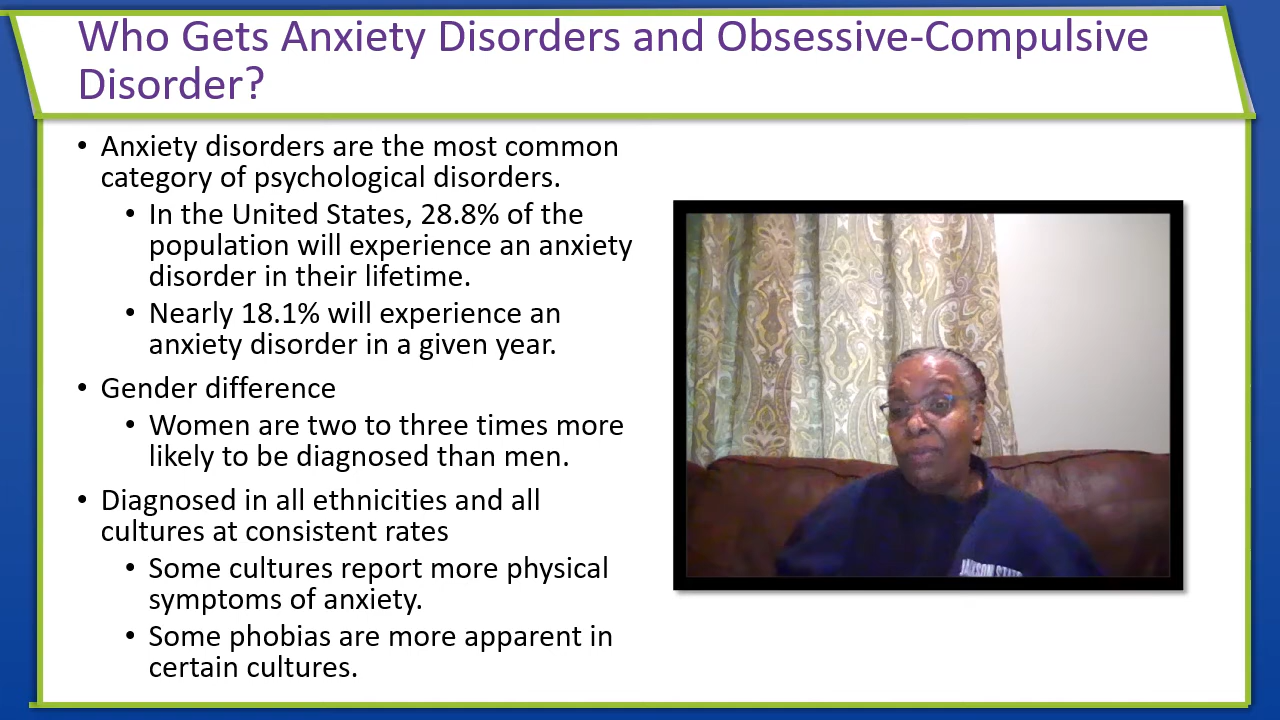 Who Gets Anxiety Disorders and Obsessive-Compulsive
Disorder?
• Anxiety disorders are the most common
category of psychological disorders.
• In the United States, 28.8% of the
population will experience an anxiety
disorder in their lifetime.
• Nearly 18.1% will experience an
anxiety disorder in a given year.
• Gender difference
• Women are two to three times more
likely to be diagnosed than men.
• Diagnosed in all ethnicities and all
cultures at consistent rates
• Some cultures report more physical
symptoms of anxiety.
• Some phobias are more apparent in
certain cultures.